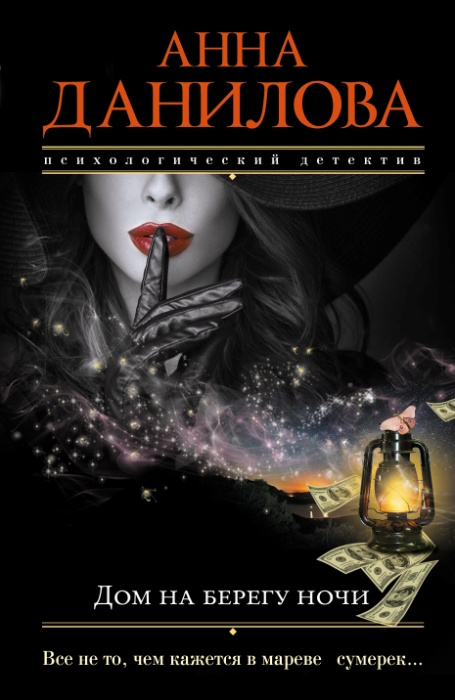 АННА
ДАНИЛОВА
психологический детектив
Дом на берегу ночи
Все не то, чем кажется в мареве сумерек...